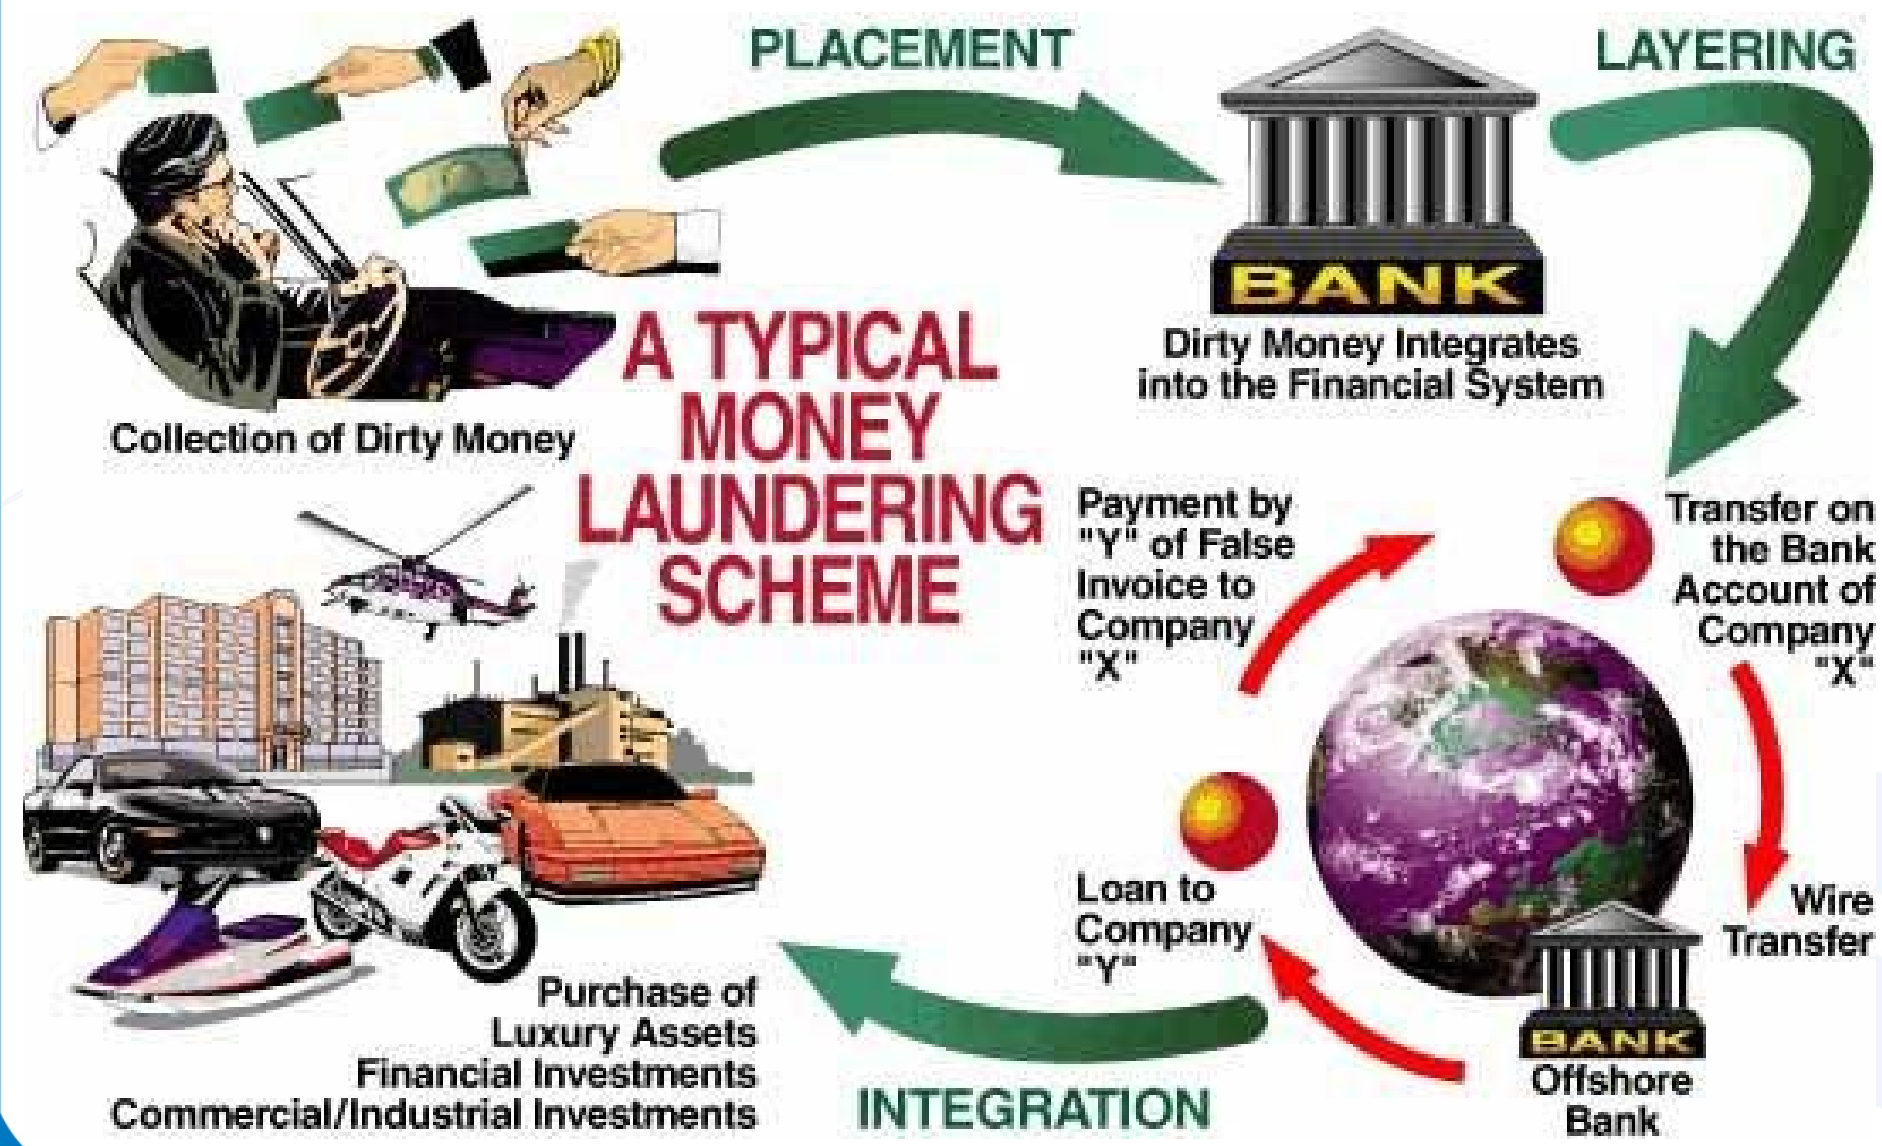 PLACEMENT
LAYERING
BANK
Dirty Money Integrates
into the Financial System
Collection of Dirty Money
A TYPICAL
MONEY
LAUNDERING
SCHEME
Transfer on
the Bank
Account of
Company
"X"
Wire
Transfer
BANK
Offshore
Bank
Loan to
Company
"Y"
Payment by
"Y" of False
Invoice to
Company
"X"
INTEGRATION
Purchase of
Luxury Assets
Financial Investments
Commercial/Industrial Investments